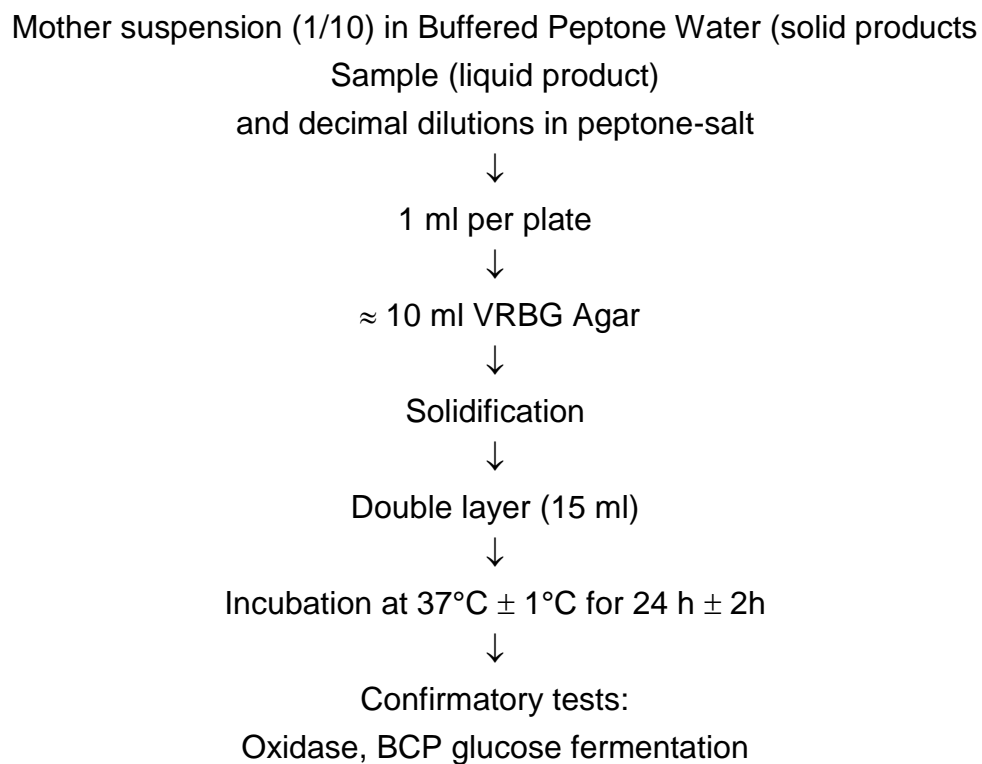 Mother suspension (1/10) in Buffered Peptone Water (solid products
Sample (liquid product)
and decimal dilutions in peptone-salt
↓
1 ml per plate
↓
≈ 10 ml VRBG Agar
↓
Solidification
↓
Double layer (15 ml)
↓
Incubation at 37°C ± 1°C for 24 h ± 2h
↓
Confirmatory tests:
Oxidase, BCP glucose fermentation